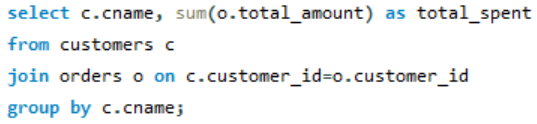 select c.cname, sum(o.total_amount) as total_spent
from customers c
join orders o on c.customer_id=o.customer_id
group by c.cname;